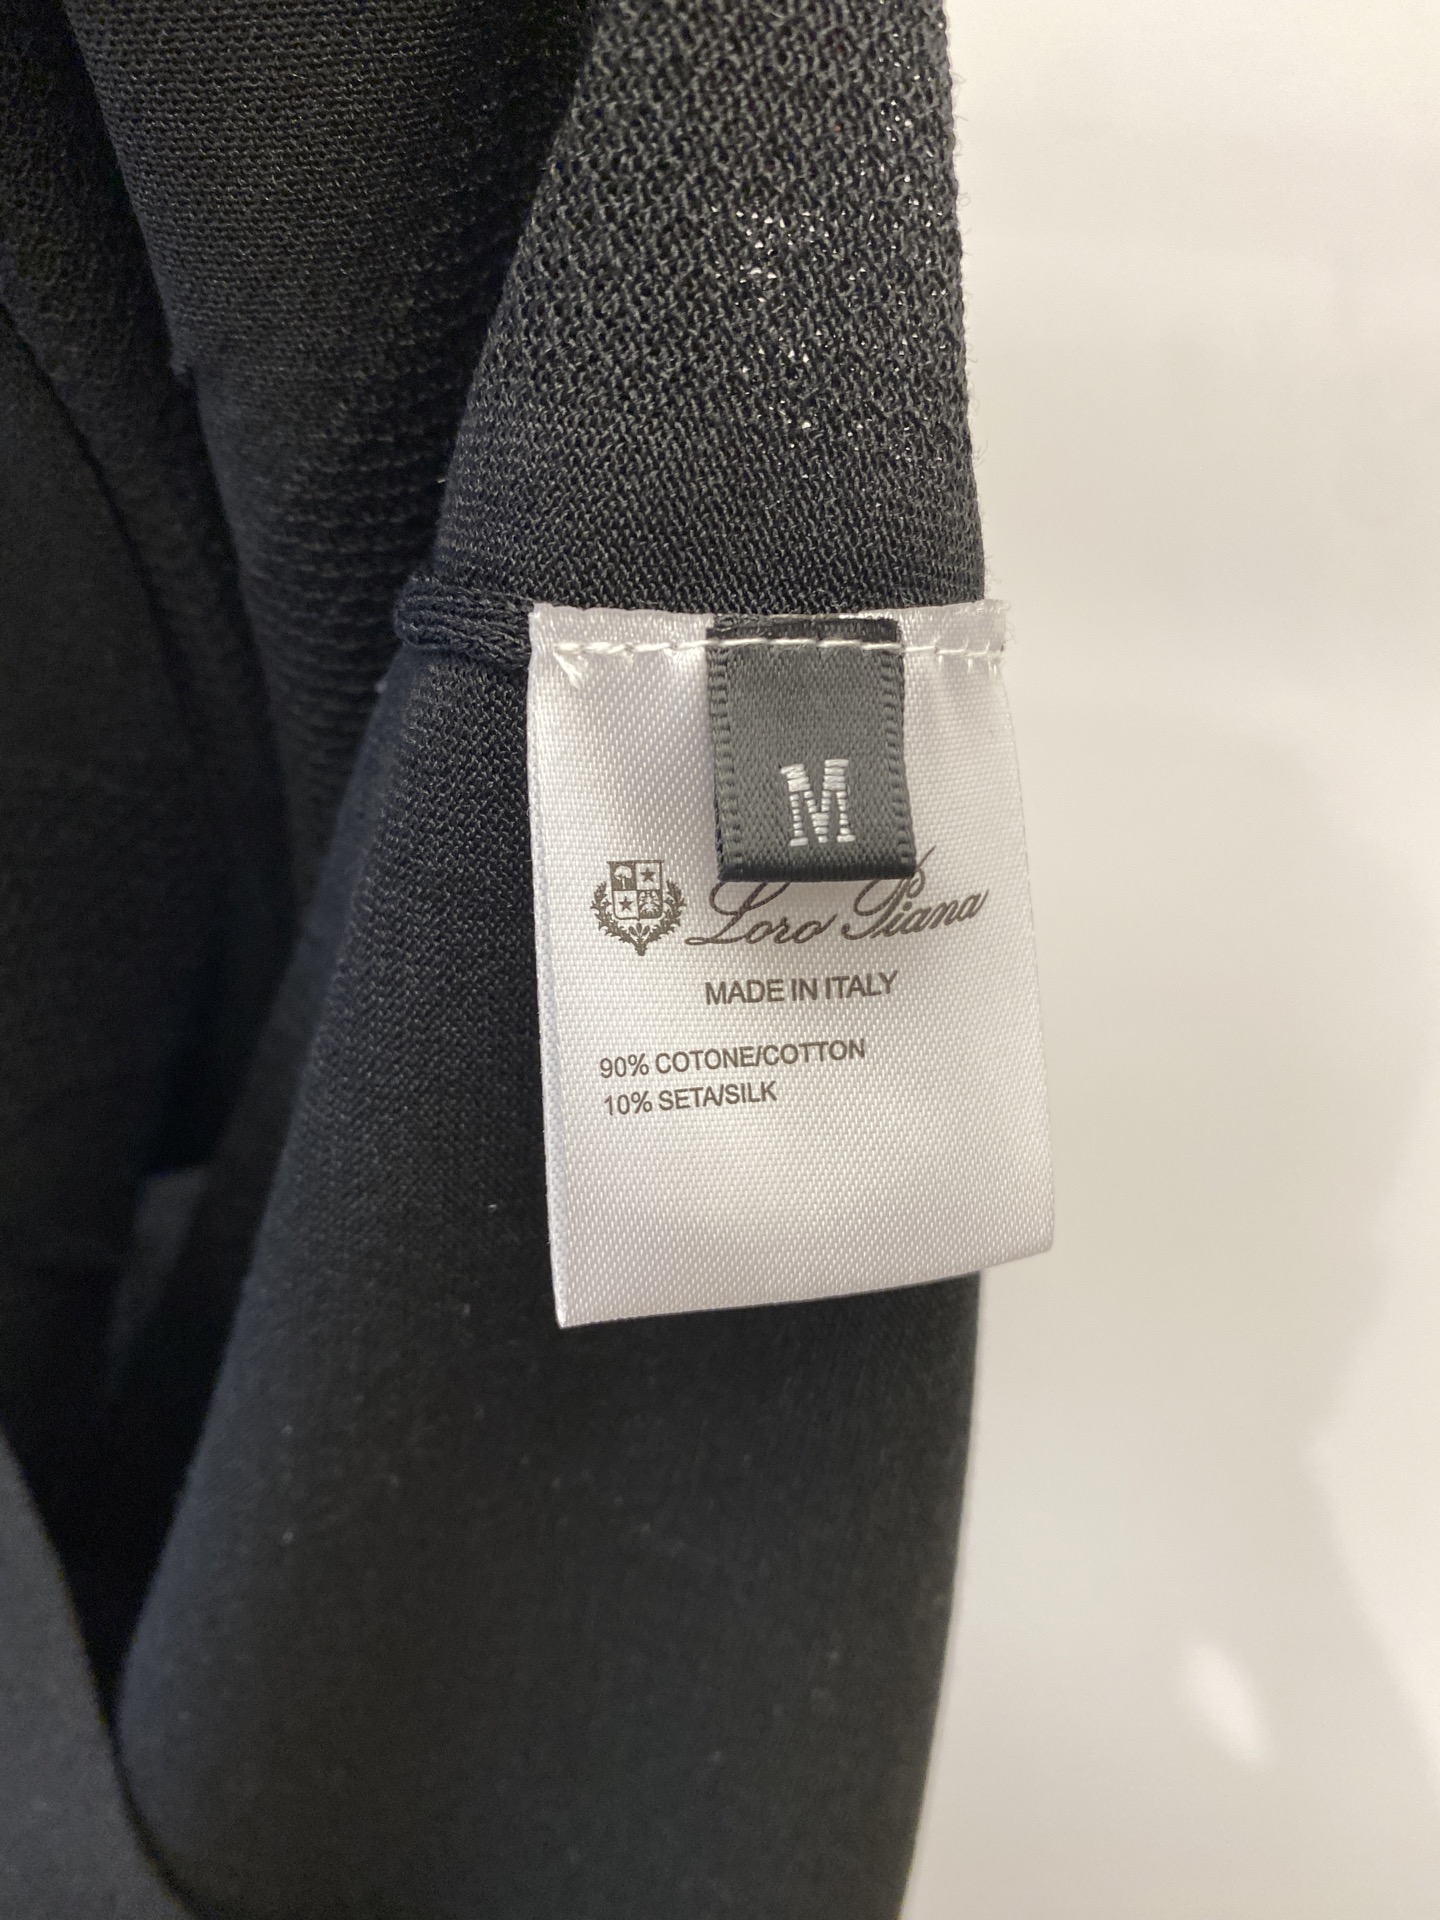 M
Loro Piana
MADE IN ITALY
90% COTONE/COTTON
10% SETA/SILK